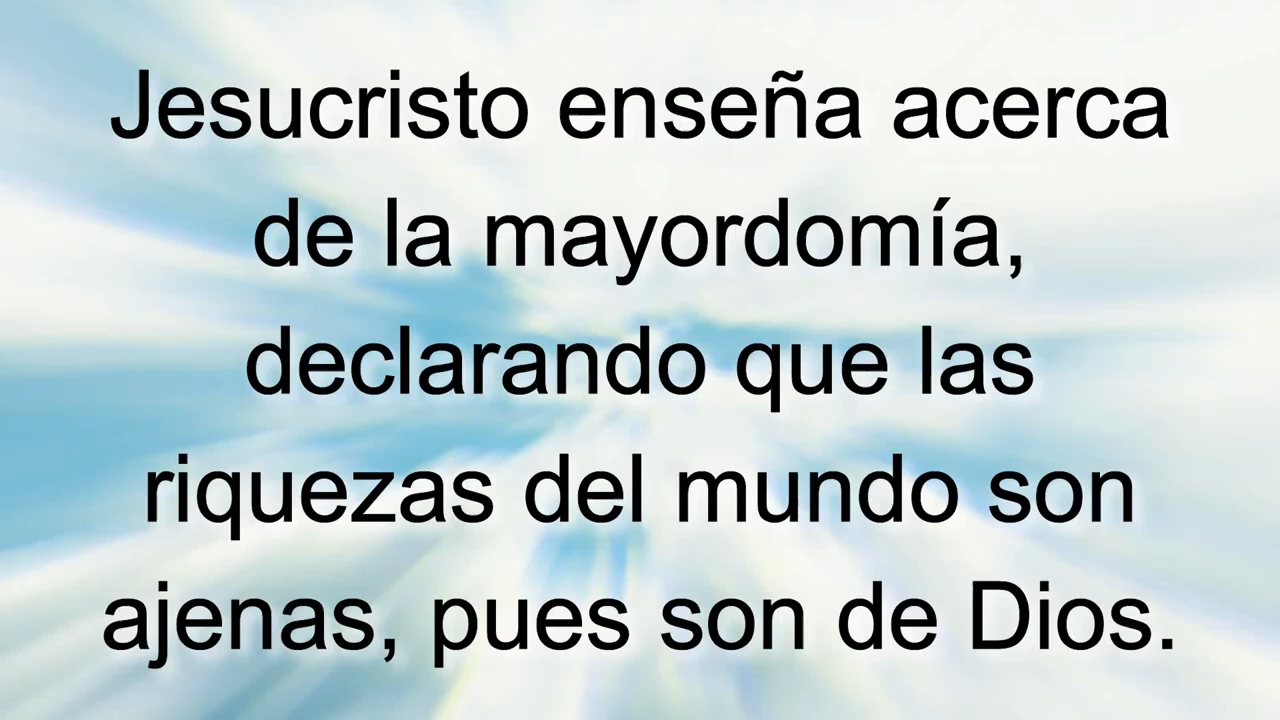 Jesucristo enseña acerca
de la mayordomía,
declarando que las
riquezas del mundo son
ajenas, pues son de Dios.